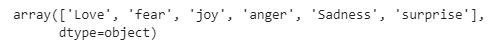 array(['Love', 'fear', 'joy', 'anger', 'Sadness', 'surprise'],
dtype=object)